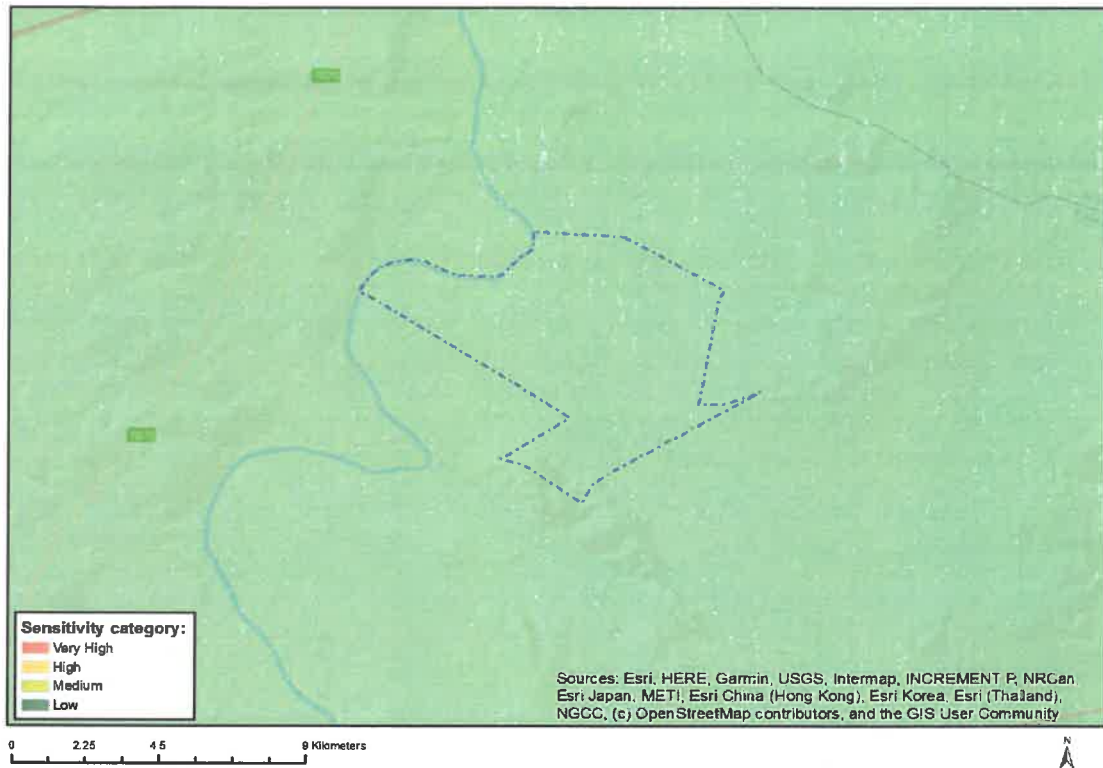 Sensitivity category:
Very High
High
Medium
Low
Sources: Esri, HERE, Garmin, USGS, Intermap, INCREMENT P, NRCan,
Esri Japan, METI, Esri China (Hong Kong), Esri Korea, Esri (Thailand),
NGCC, (c) OpenStreetMap contributors, and the GIS User Community
0 2.25 4.5 9 Kilometers
N